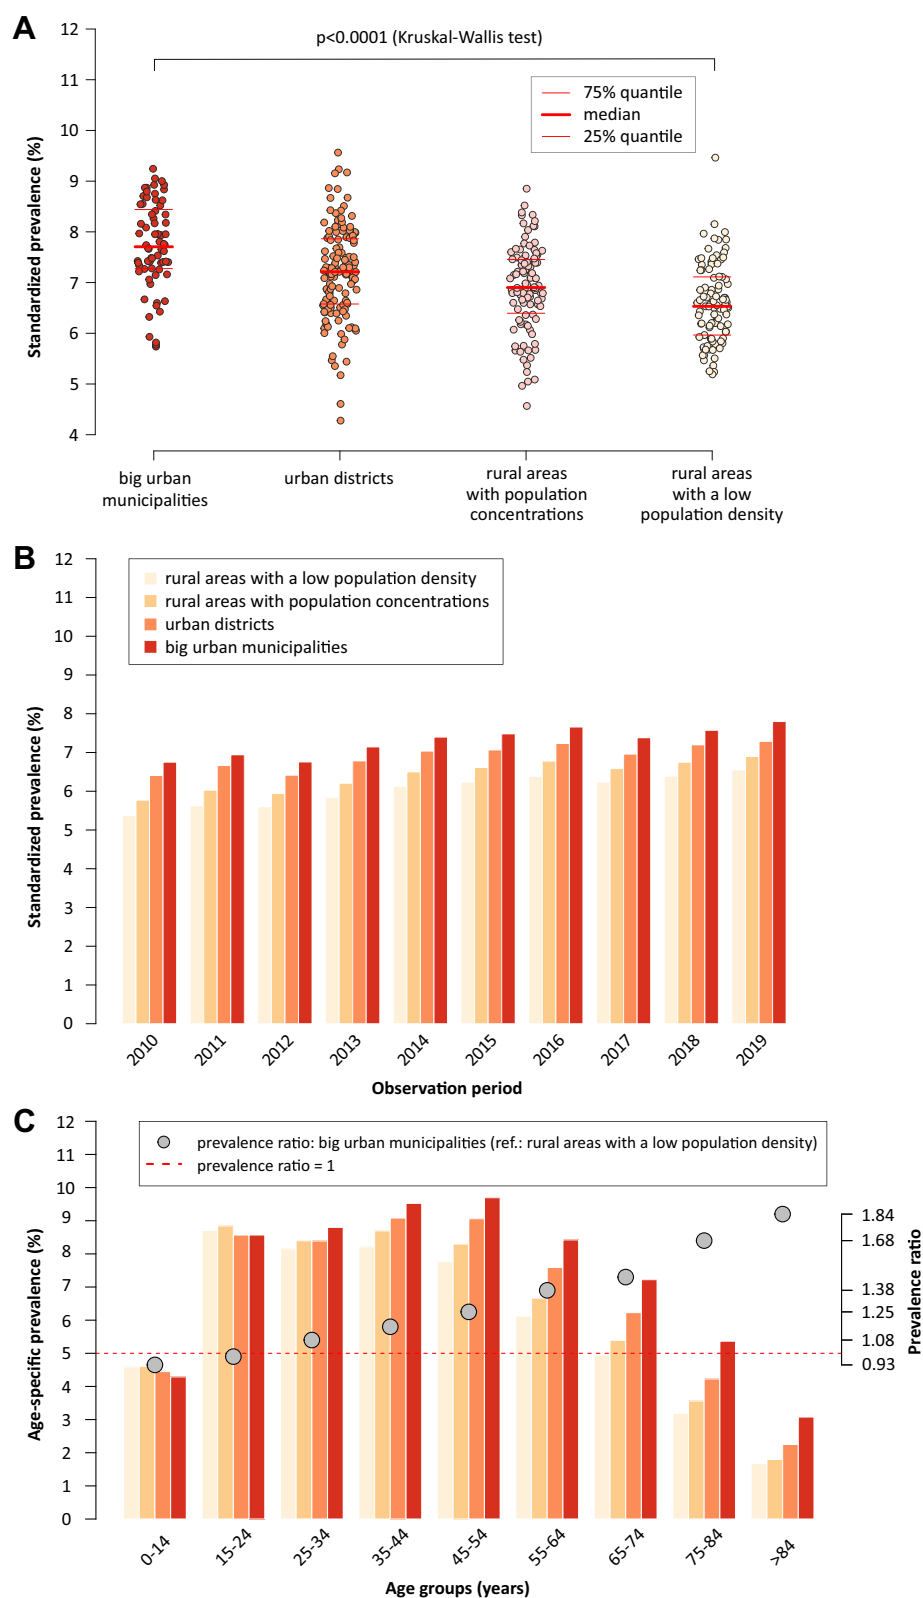 A
12
11
10
9
8
7
6
5
4
Standardized prevalence (%)
p<0.0001 (Kruskal-Wallis test)
75% quantile
median
25% quantile
big urban
municipalities
urban districts
rural areas
with population
concentrations
rural areas
with a low
population density
B
12
11
10
9
8
7
6
5
4
3
2
1
0
Standardized prevalence (%)
rural areas with a low population density
rural areas with population concentrations
urban districts
big urban municipalities
2010
2011
2012
2013
2014
2015
2016
2017
2018
2019
Observation period
C
12
11
10
9
8
7
6
5
4
3
2
1
0
Age-specific prevalence (%)
prevalence ratio: big urban municipalities (ref.: rural areas with a low population density)
prevalence ratio = 1
1.84
1.68
1.38
1.25
1.08
0.93
Prevalence ratio
0-14
15-24
25-34
35-44
45-54
55-64
65-74
75-84
>84
Age groups (years)